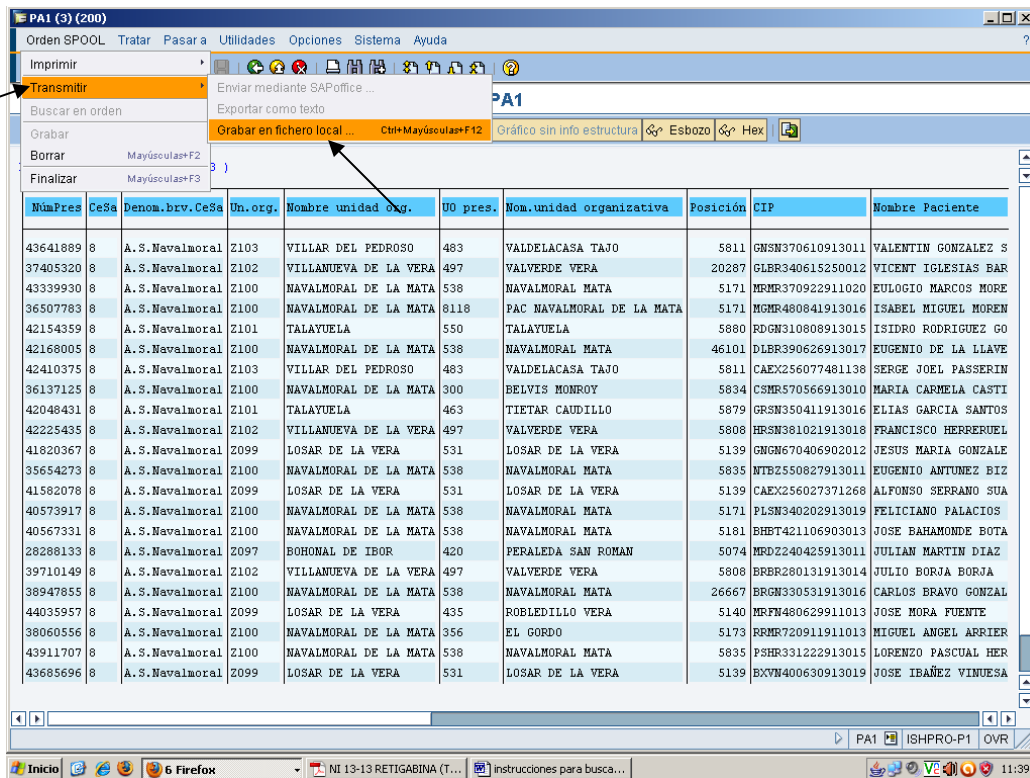 PA1 (3) (200)
Orden SPOOL Tratar Pasar a Utilidades Opciones Sistema Ayuda ?
Imprimir
Transmitir
Buscar en orden
Grabar
Borrar Mayúsculas+F2
Finalizar Mayúsculas+F3
Enviar mediante SAPoffice ...
Exportar como texto
Grabar en fichero local ... Ctrl+Mayúsculas+F12
PA1
Gráfico sin info estructura Esbozo Hex
3 )
NúmPres CeSa Denom.brv.CeSa Un.org. Nombre unidad org. UO pres. Nom.unidad organizativa Posición CIP Nombre Paciente
43641889 8 A.S.Navalmoral Z103 VILLAR DEL PEDROSO 483 VALDELACASA TAJO 5811 GNSN370610913011 VALENTIN GONZALEZ S
37405320 8 A.S.Navalmoral Z102 VILLANUEVA DE LA VERA 497 VALVERDE VERA 20287 GLBR340615250012 VICENT IGLESIAS BAR
43339930 8 A.S.Navalmoral Z100 NAVALMORAL DE LA MATA 538 NAVALMORAL MATA 5171 MRMR370922911020 EULOGIO MARCOS MORE
36507783 8 A.S.Navalmoral Z100 NAVALMORAL DE LA MATA 8118 PAC NAVALMORAL DE LA MATA 5171 MGMR480841913016 ISABEL MIGUEL MOREN
42154359 8 A.S.Navalmoral Z101 TALAYUELA 550 TALAYUELA 5880 RDGN310808913015 ISIDRO RODRIGUEZ GO
42168005 8 A.S.Navalmoral Z100 NAVALMORAL DE LA MATA 538 NAVALMORAL MATA 46101 DLBR390626913017 EUGENIO DE LA LLAVE
42410375 8 A.S.Navalmoral Z103 VILLAR DEL PEDROSO 483 VALDELACASA TAJO 5811 CAEX256077481138 SERGE JOEL PASSERIN
36137125 8 A.S.Navalmoral Z100 NAVALMORAL DE LA MATA 300 BELVIS MONROY 5834 CSMR570566913010 MARIA CARMELA CASTI
42048431 8 A.S.Navalmoral Z101 TALAYUELA 463 TIETAR CAUDILLO 5879 GRSN350411913016 ELIAS GARCIA SANTOS
42225435 8 A.S.Navalmoral Z102 VILLANUEVA DE LA VERA 497 VALVERDE VERA 5808 HRSN381021913018 FRANCISCO HERRERUEL
41820367 8 A.S.Navalmoral Z099 LOSAR DE LA VERA 531 LOSAR DE LA VERA 5139 GNGN670406902012 JESUS MARIA GONZALE
35654273 8 A.S.Navalmoral Z100 NAVALMORAL DE LA MATA 538 NAVALMORAL MATA 5835 NTBZ550827913011 EUGENIO ANTUNEZ BIZ
41582078 8 A.S.Navalmoral Z099 LOSAR DE LA VERA 531 LOSAR DE LA VERA 5139 CAEX256027371268 ALFONSO SERRANO SUA
40573917 8 A.S.Navalmoral Z100 NAVALMORAL DE LA MATA 538 NAVALMORAL MATA 5171 PLSN340202913019 FELICIANO PALACIOS
40567331 8 A.S.Navalmoral Z100 NAVALMORAL DE LA MATA 538 NAVALMORAL MATA 5181 BHBT421106903013 JOSE BAHAMONDE BOTA
28288133 8 A.S.Navalmoral Z097 BOHONAL DE IBOR 420 PERALEDA SAN ROMAN 5074 MRDZ240425913011 JULIAN MARTIN DIAZ
39710149 8 A.S.Navalmoral Z102 VILLANUEVA DE LA VERA 497 VALVERDE VERA 5808 BRBR280131913014 JULIO BORJA BORJA
38947855 8 A.S.Navalmoral Z100 NAVALMORAL DE LA MATA 538 NAVALMORAL MATA 26667 BRGN330531913016 CARLOS BRAVO GONZAL
44035957 8 A.S.Navalmoral Z099 LOSAR DE LA VERA 435 ROBLEDILLO VERA 5140 MRFN480629911013 JOSE MORA FUENTE
38060556 8 A.S.Navalmoral Z100 NAVALMORAL DE LA MATA 356 EL GORDO 5173 RRMR720911911013 MIGUEL ANGEL ARRIER
43911707 8 A.S.Navalmoral Z100 NAVALMORAL DE LA MATA 538 NAVALMORAL MATA 5835 PSHR331222913015 LORENZO PASCUAL HER
43685696 8 A.S.Navalmoral Z099 LOSAR DE LA VERA 531 LOSAR DE LA VERA 5139 BXVN400630913019 JOSE IBAÑEZ VINUESA
PA1 ISHPRO-P1 OVR
Inicio 6 Firefox NI 13-13 RETIGABINA (T... instrucciones para busca... 11:39